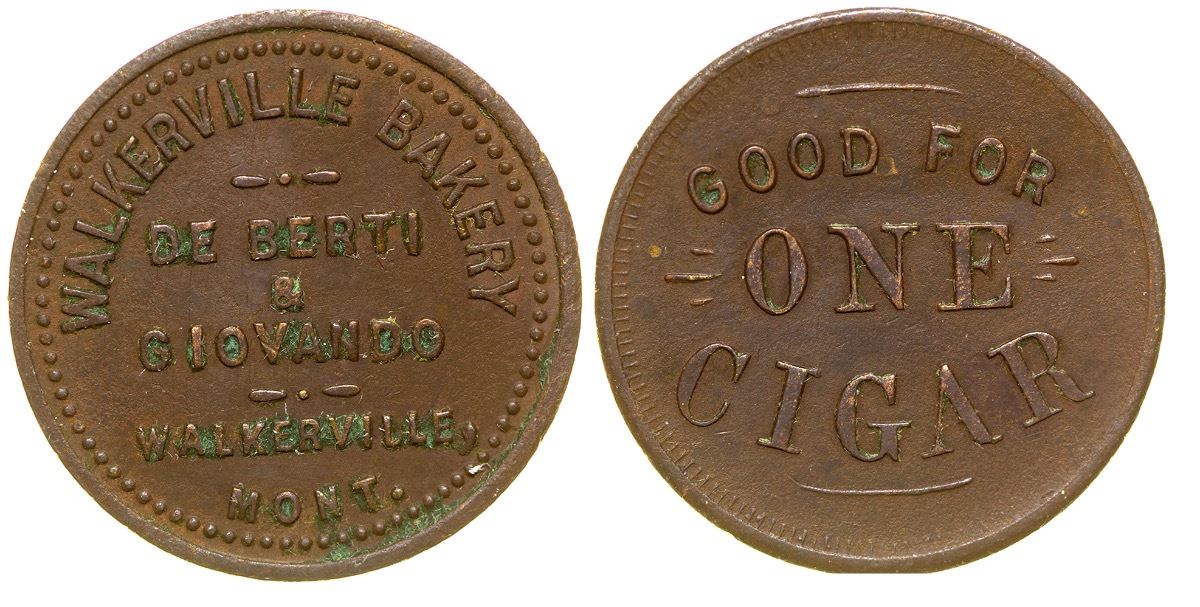 WALKERVILLE BAKERY
DE BERTI
&
GIOVANDO
WALKERVILLE,
MONT.
GOOD FOR
ONE
CIGAR